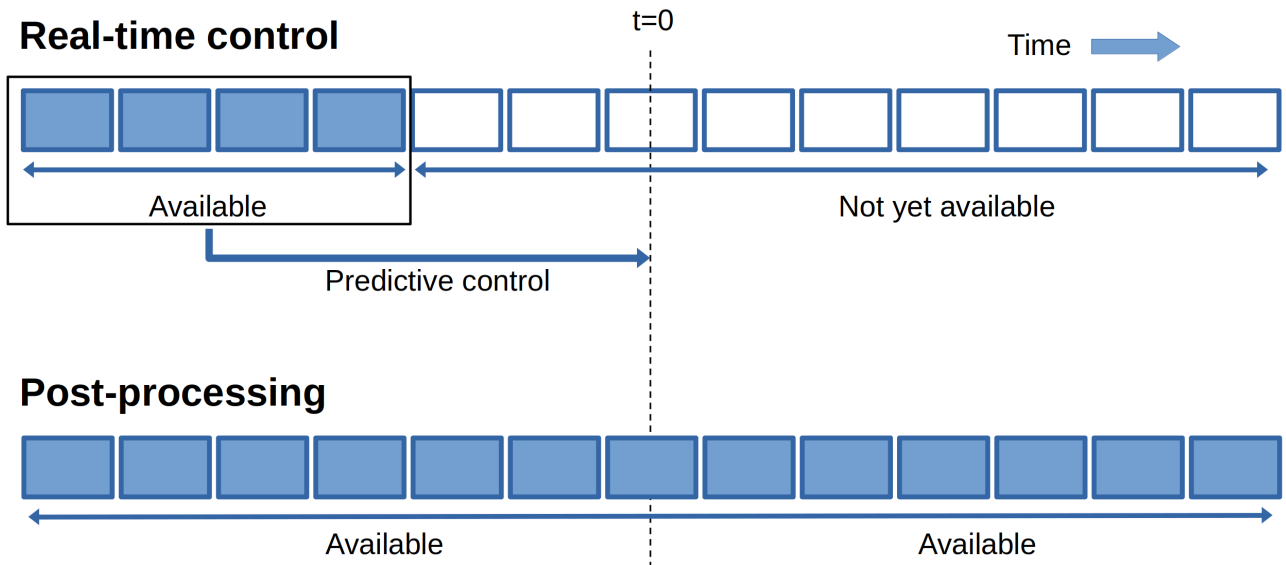 Real-time control
t=0
Time
Available
Not yet available
Predictive control
Post-processing
Available
Available